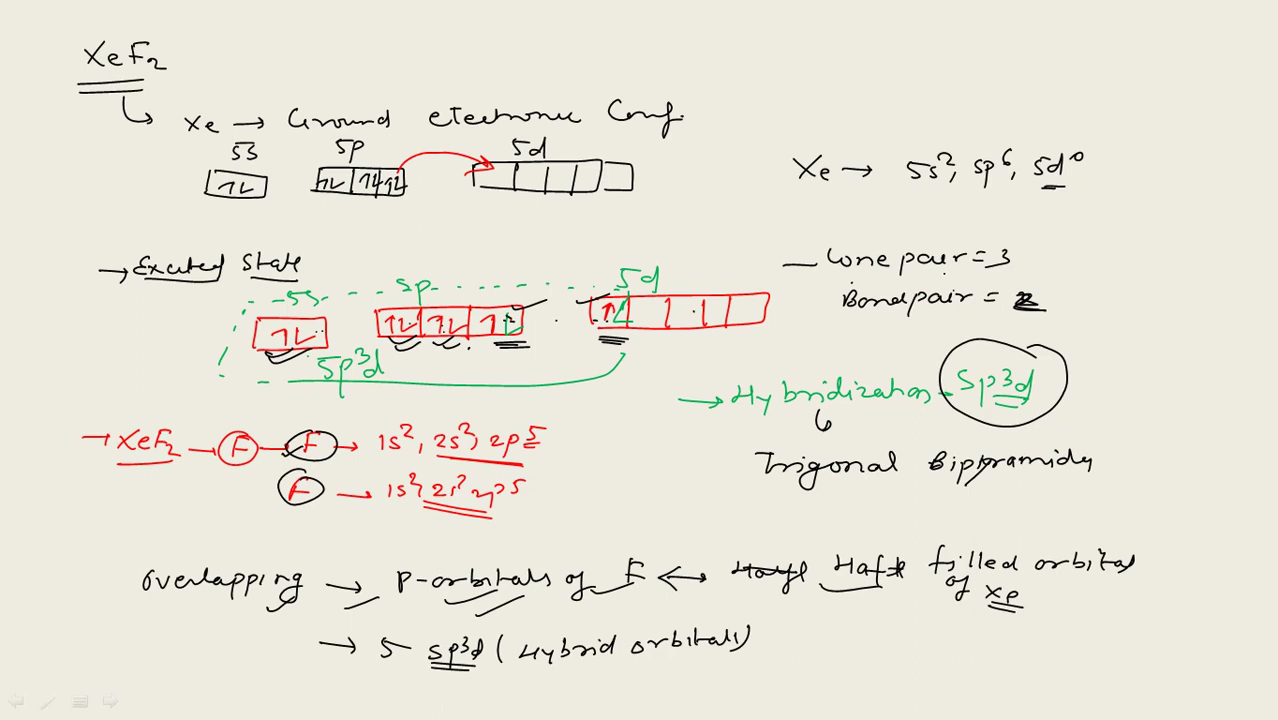 XeF2
Xe → Ground electronic Conf.
5s 5p 5d
Xe → 5s2, 5p6, 5d0
→ Excited State
5s 5p 5d
sp3d
Lone pair = 3
Bond pair = 2
→ Hybridization - sp3d
Trigonal Bipyramidy
→ XeF2 → F → F → 1s2, 2s2, 2p5
F → 1s2 2s2 2p5
Overlapping → P-orbitals of F ↔ Half filled orbital
of Xe
→ 5 sp3d (Hybrid orbitals)